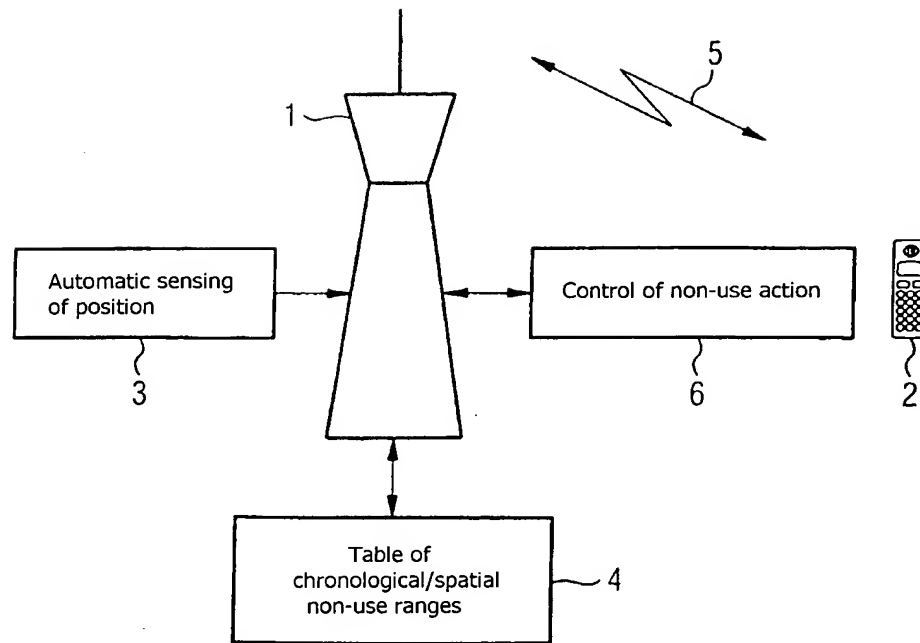 5
1
Automatic sensing
of position
3
Control of non-use action
6
2
Table of
chronological/spatial
non-use ranges
4